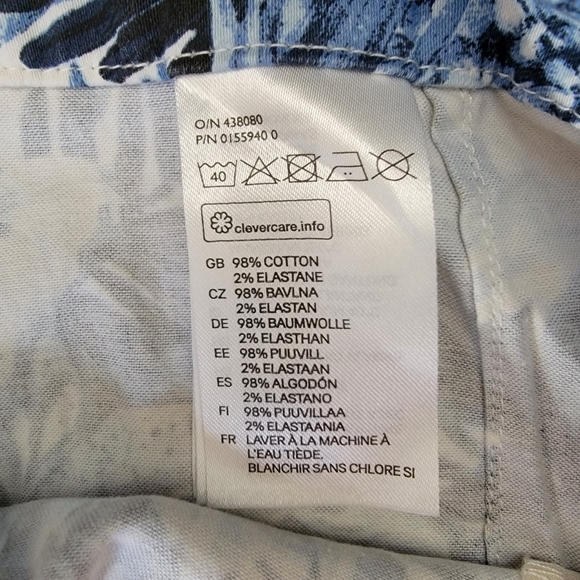 O/N 438080
P/N 0155940 0
40
clevercare.info
GB 98% COTTON
2% ELASTANE
CZ 98% BAVLNA
2% ELASTAN
DE 98% BAUMWOLLE
2% ELASTHAN
EE 98% PUUVILL
2% ELASTAAN
ES 98% ALGODÓN
2% ELASTANO
FI 98% PUUVILLAA
2% ELASTAANIA
FR LAVER À LA MACHINE À
L'EAU TIÈDE.
BLANCHIR SANS CHLORE SI